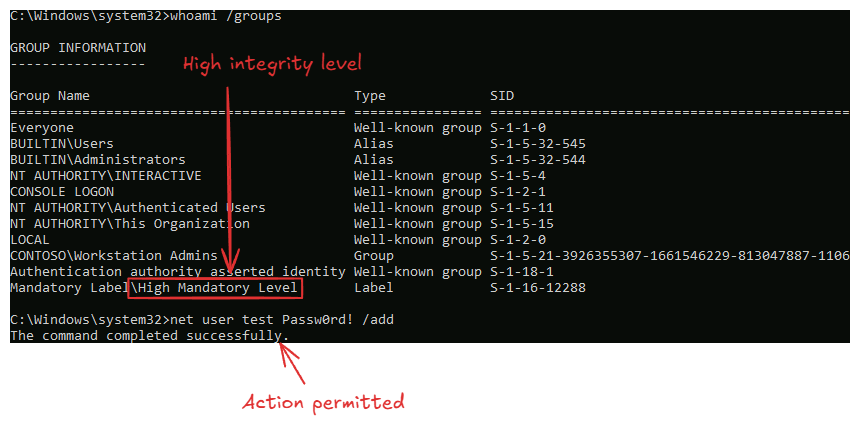 C:\Windows\system32>whoami /groups
GROUP INFORMATION
-----------------
High integrity level
Group Name Type SID
========================================== ================ =============================================
Everyone Well-known group S-1-1-0
BUILTIN\Users Alias S-1-5-32-545
BUILTIN\Administrators Alias S-1-5-32-544
NT AUTHORITY\INTERACTIVE Well-known group S-1-5-4
CONSOLE LOGON Well-known group S-1-2-1
NT AUTHORITY\Authenticated Users Well-known group S-1-5-11
NT AUTHORITY\This Organization Well-known group S-1-5-15
LOCAL Well-known group S-1-2-0
CONTOSO\Workstation Admins Group S-1-5-21-3926355307-1661546229-813047887-1106
Authentication authority asserted identity Well-known group S-1-18-1
Mandatory Label\High Mandatory Level Label S-1-16-12288
C:\Windows\system32>net user test Passw0rd! /add
The command completed successfully.
Action permitted